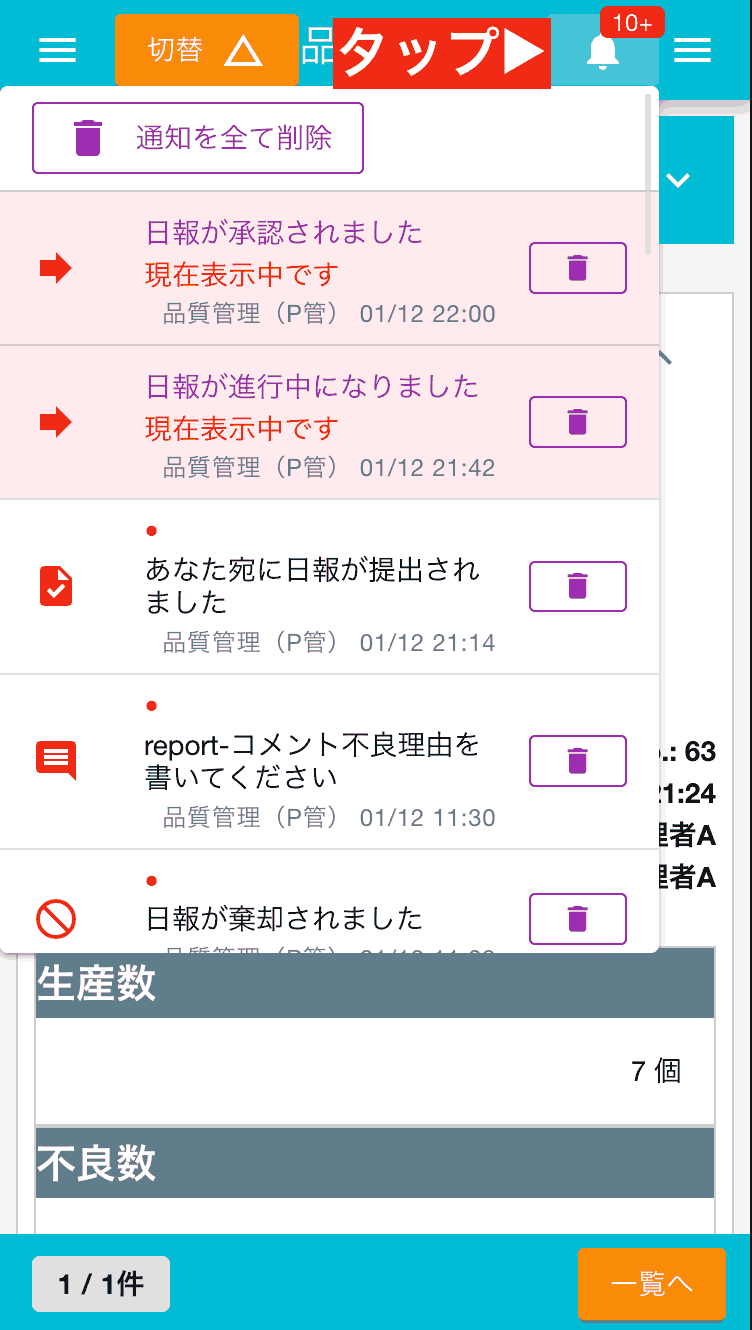 切替
品
タップ▶
10+
通知を全て削除
日報が承認されました
現在表示中です
品質管理（P管） 01/12 22:00
日報が進行中になりました
現在表示中です
品質管理（P管） 01/12 21:42
あなた宛に日報が提出され
ました
品質管理（P管） 01/12 21:14
report-コメント不良理由を
書いてください
品質管理（P管） 01/12 11:30
日報が棄却されました
.: 63
21:24
理者A
理者A
生産数
7 個
不良数
1 / 1件
一覧へ